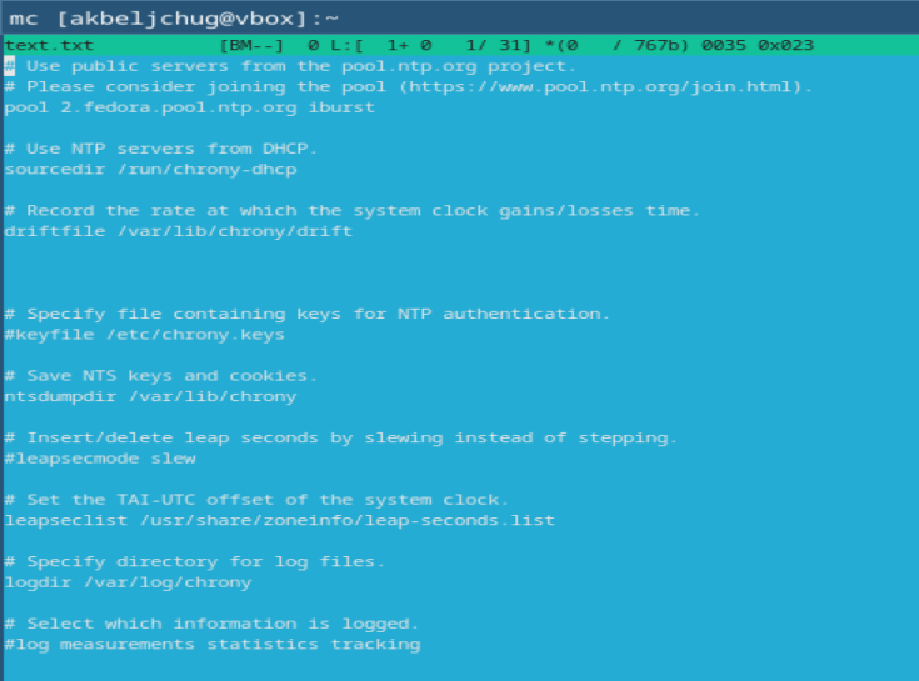 mc [akbeljchug@vbox]:~
text.txt [BM--] 0 L:[ 1+ 0 1/ 31] *(0 / 767b) 0035 0x023
# Use public servers from the pool.ntp.org project.
# Please consider joining the pool (https://www.pool.ntp.org/join.html).
pool 2.fedora.pool.ntp.org iburst
# Use NTP servers from DHCP.
sourcedir /run/chrony-dhcp
# Record the rate at which the system clock gains/losses time.
driftfile /var/lib/chrony/drift
# Specify file containing keys for NTP authentication.
#keyfile /etc/chrony.keys
# Save NTS keys and cookies.
ntsdumpdir /var/lib/chrony
# Insert/delete leap seconds by slewing instead of stepping.
#leapsecmode slew
# Set the TAI-UTC offset of the system clock.
leapseclist /usr/share/zoneinfo/leap-seconds.list
# Specify directory for log files.
logdir /var/log/chrony
# Select which information is logged.
#log measurements statistics tracking